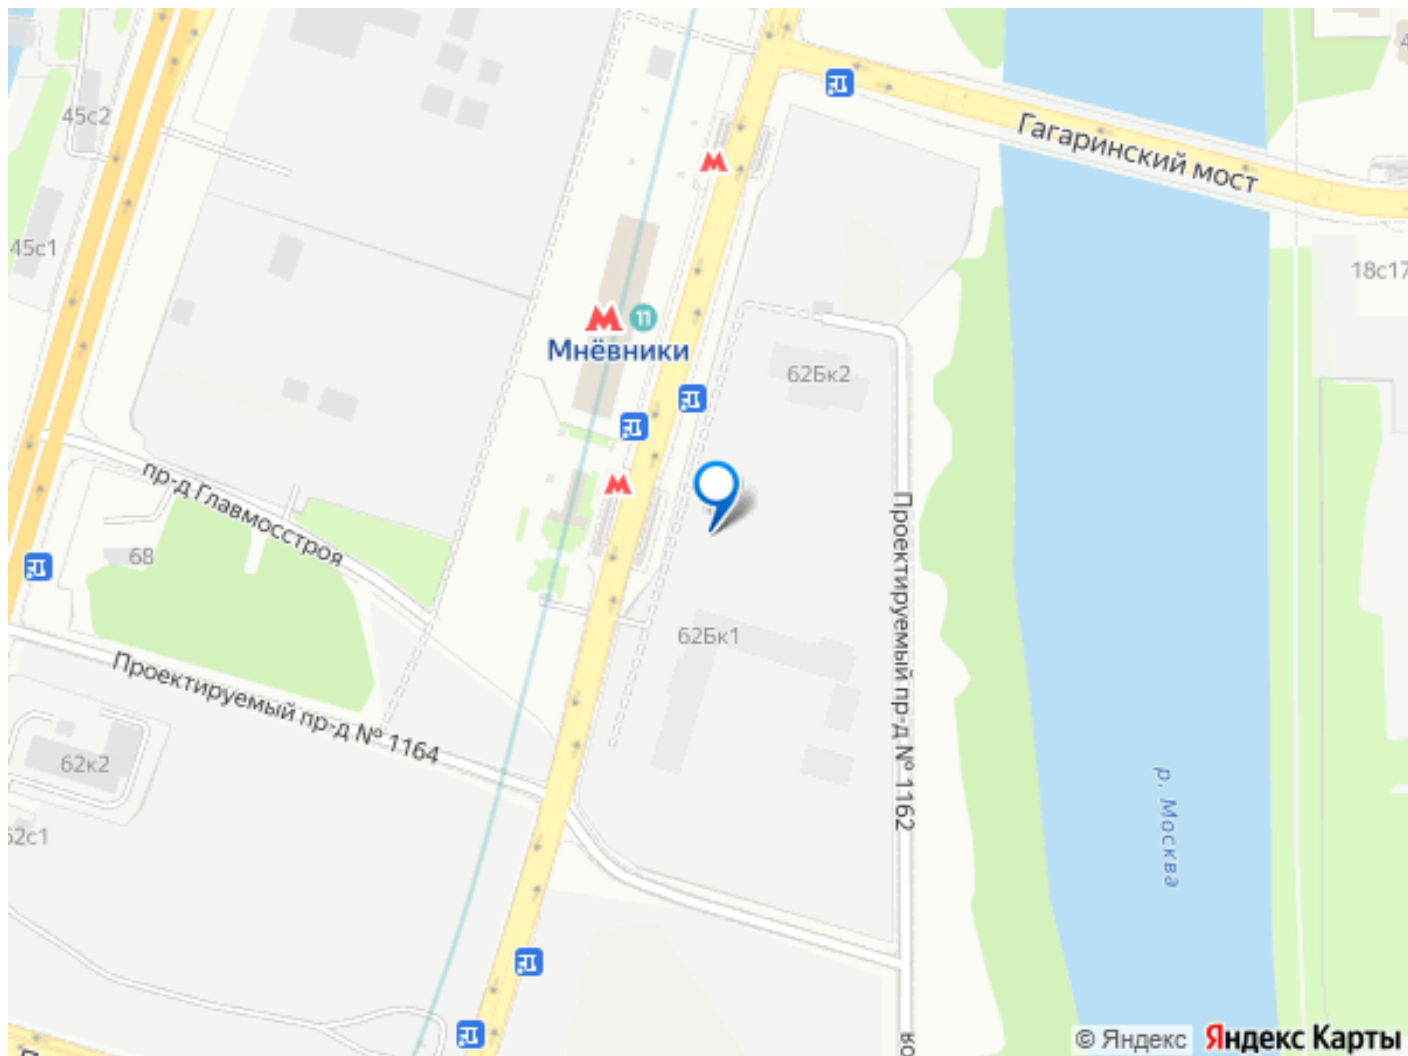 45с2
Гагаринский мост
45с1
18с17
11
Мнёвники
62Бк2
пр-д Главмосстроя
68
Проектируемый пр-д № 1162
62Бк1
Проектируемый пр-д № 1164
62к2
62с1
р. Москва
© Яндекс
Яндекс Карты